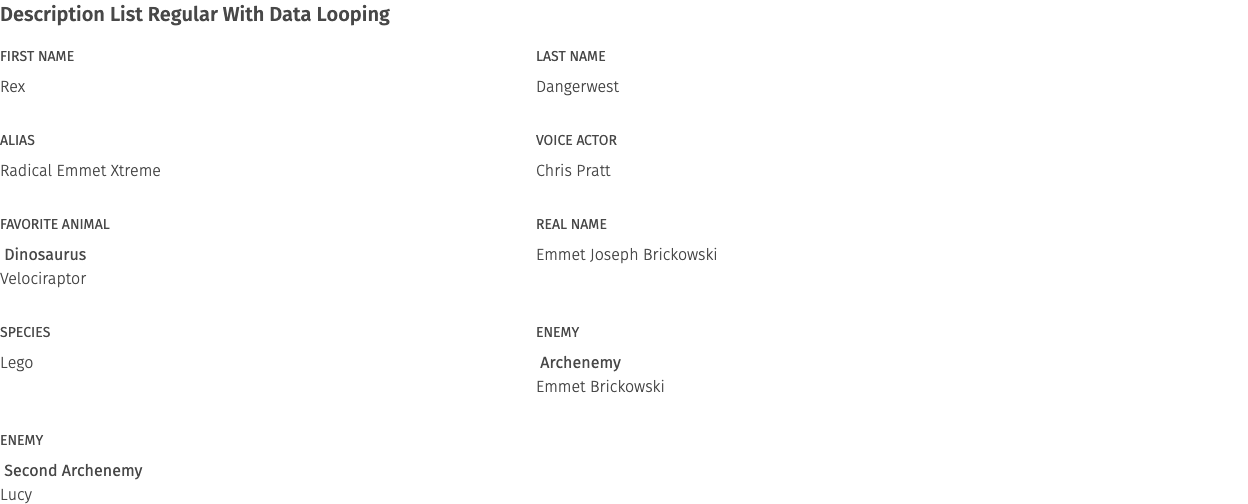 Description List Regular With Data Looping
FIRST NAME
Rex
LAST NAME
Dangerwest
ALIAS
Radical Emmet Xtreme
VOICE ACTOR
Chris Pratt
FAVORITE ANIMAL
Dinosaurus
Velociraptor
REAL NAME
Emmet Joseph Brickowski
SPECIES
Lego
ENEMY
Archenemy
Emmet Brickowski
ENEMY
Second Archenemy
Lucy